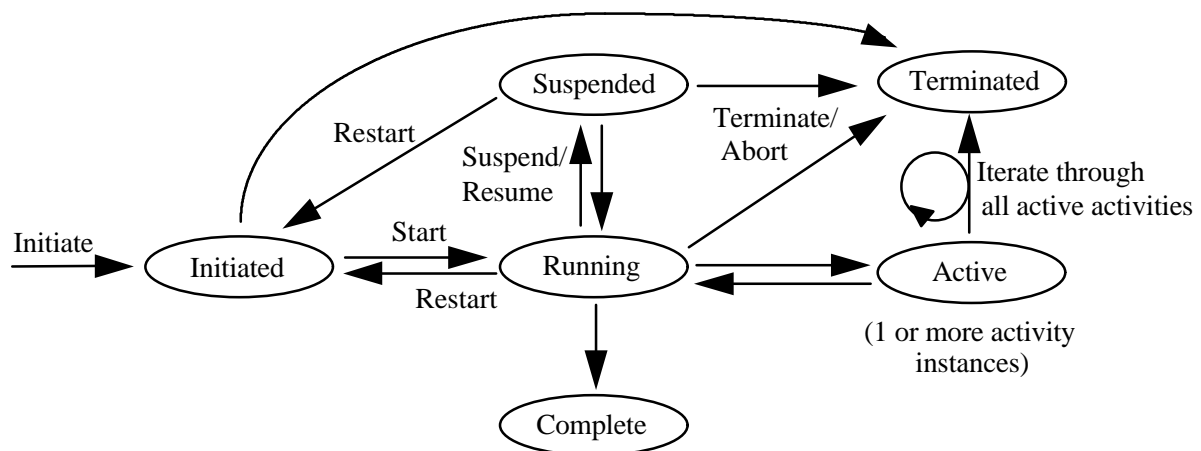 Suspended
Terminated
Restart
Terminate/
Abort
Suspend/
Resume
Iterate through
all active activities
Initiate
Initiated
Start
Restart
Running
Active
(1 or more activity
instances)
Complete